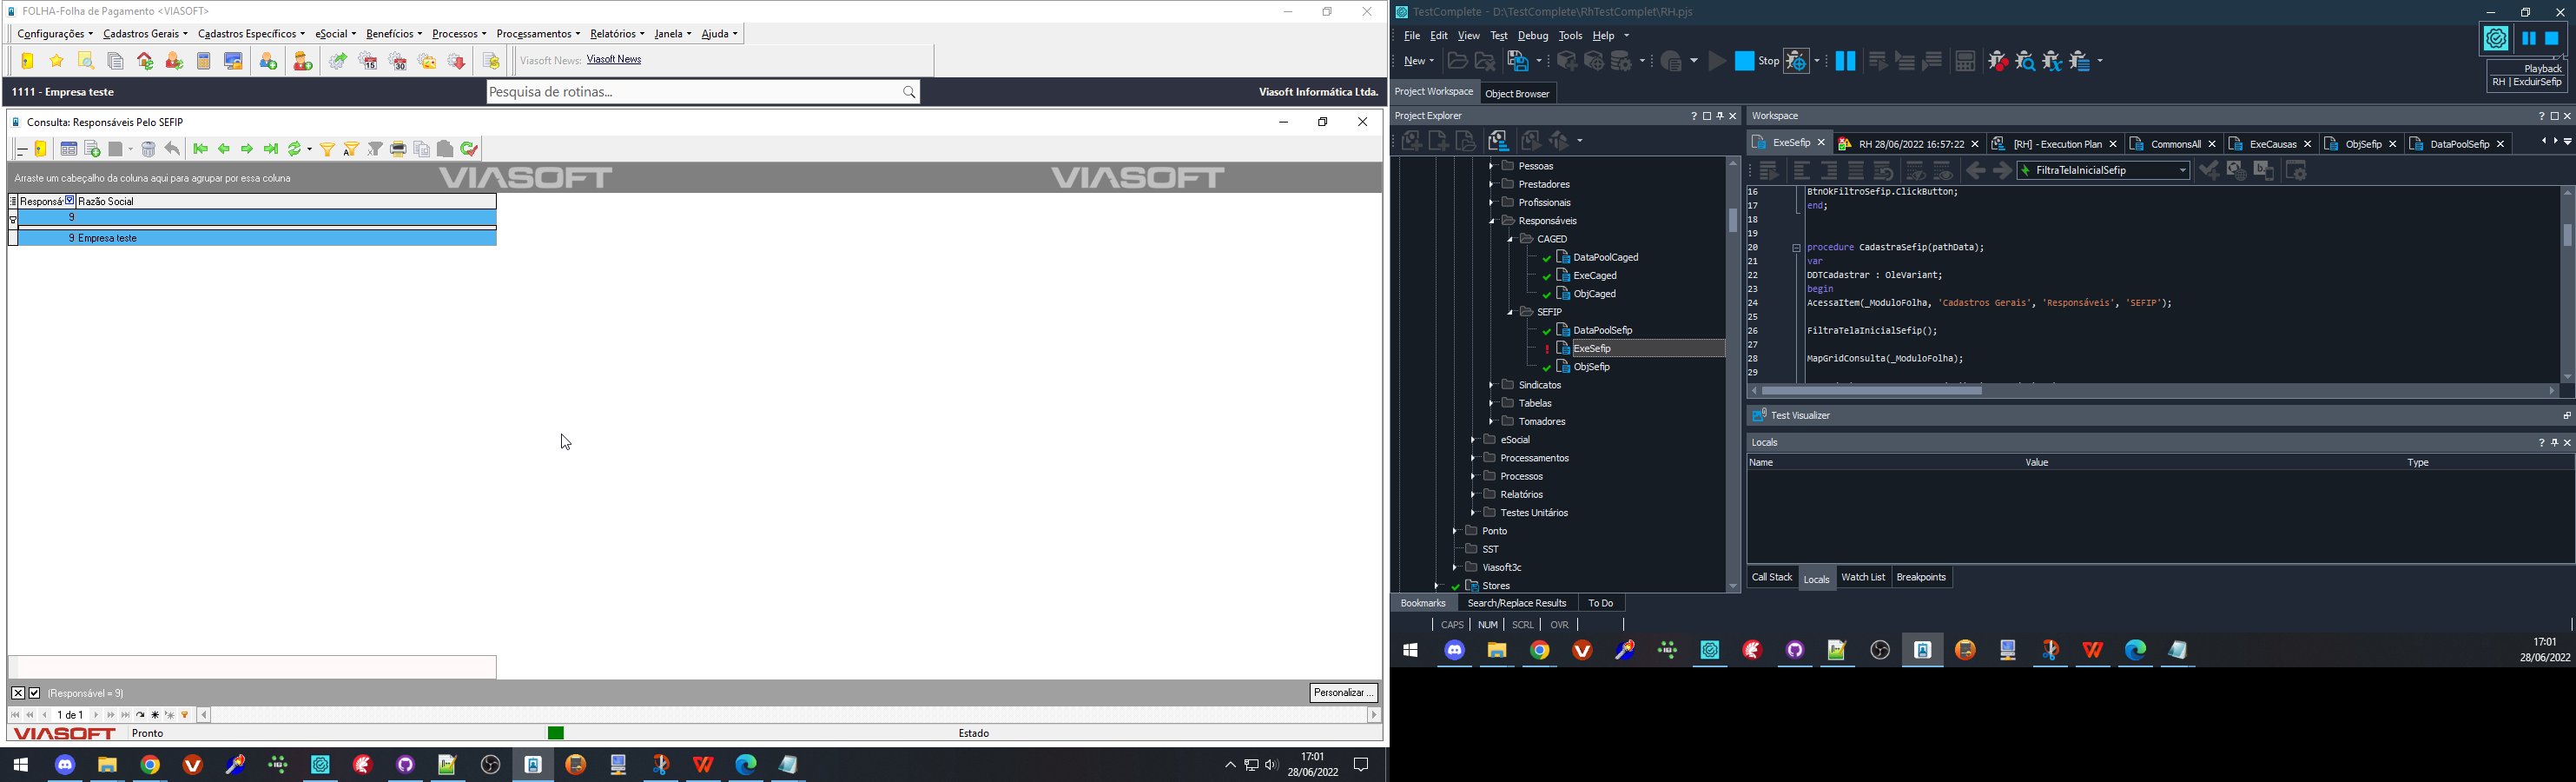 FOLHA-Folha de Pagamento <VIASOFT>
Configurações Cadastros Gerais Cadastros Específicos eSocial Benefícios Processos Processamentos Relatórios Janela Ajuda
15 30 Viasoft News: Viasoft News
1111 - Empresa teste Pesquisa de rotinas... Viasoft Informática Ltda.
Consulta: Responsáveis Pelo SEFIP
Arraste um cabeçalho da coluna aqui para agrupar por essa coluna VIASOFT VIASOFT
Responsáv Razão Social
9
9 Empresa teste
(Responsável = 9) Personalizar ...
1 de 1
VIASOFT Pronto Estado
17:01
28/06/2022
TestComplete - D:\TestComplete\RhTestComplet\RH.pjs
File Edit View Test Debug Tools Help
New Stop
Playback
RH | ExcluirSefip
Project Workspace Object Browser
Project Explorer
Pessoas
Prestadores
Profissionais
Responsáveis
CAGED
DataPoolCaged
ExeCaged
ObjCaged
SEFIP
DataPoolSefip
ExeSefip
ObjSefip
Sindicatos
Tabelas
Tomadores
eSocial
Processamentos
Processos
Relatórios
Testes Unitários
Ponto
SST
Viasoft3c
Stores
Bookmarks Search/Replace Results To Do
CAPS NUM SCRL OVR
Workspace
ExeSefip RH 28/06/2022 16:57:22 [RH] - Execution Plan CommonsAll ExeCausas ObjSefip DataPoolSefip
FiltraTelaInicialSefip
16 BtnOkFiltroSefip.ClickButton;
17 end;
18
19
20 procedure CadastraSefip(pathData);
21 var
22 DDTCadastrar : OleVariant;
23 begin
24 AcessaItem(_ModuloFolha, 'Cadastros Gerais', 'Responsáveis', 'SEFIP');
25
26 FiltraTelaInicialSefip();
27
28 MapGridConsulta(_ModuloFolha);
29
Test Visualizer
Locals
Name Value Type
Call Stack Locals Watch List Breakpoints
17:01
28/06/2022